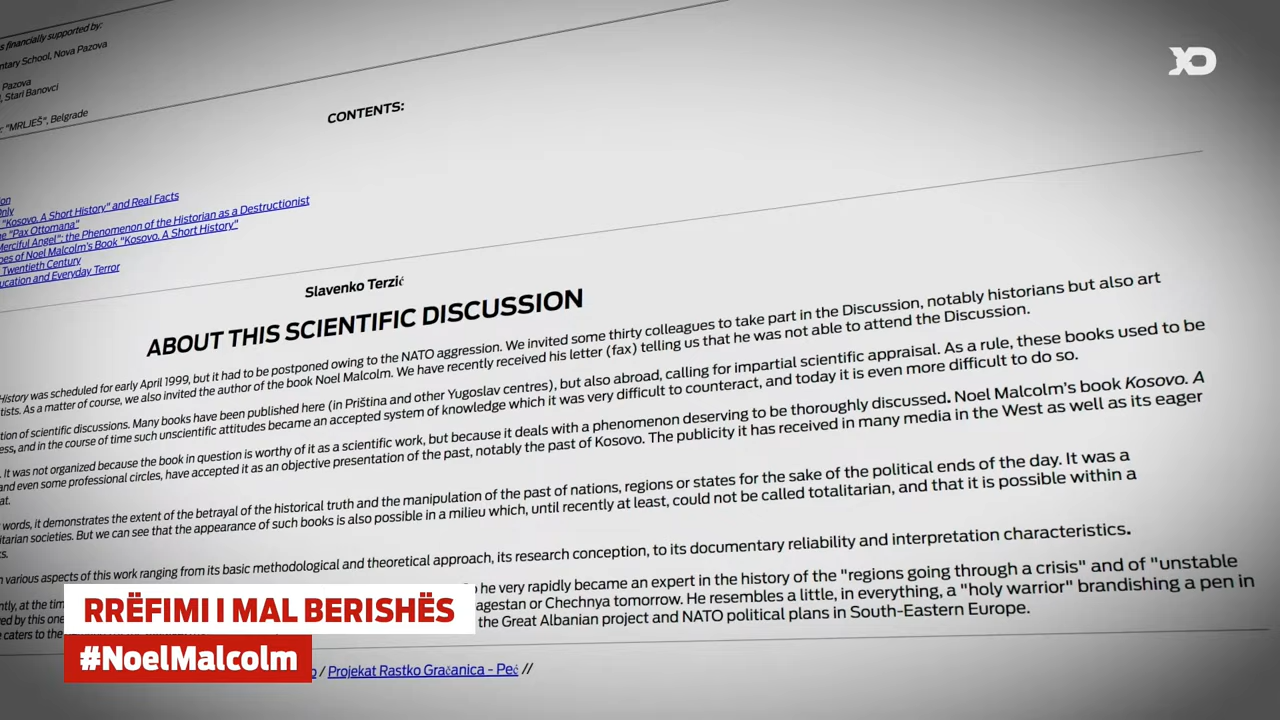 s financially supported by:
ntary School, Nova Pazova
Pazova
, Stari Banovci
: "MRLJEŠ", Belgrade
CONTENTS:
ion
Only
"Kosovo. A Short History" and Real Facts
he "Pax Ottomana"
Merciful Angel": the Phenomenon of the Historian as a Destructionist
oes of Noel Malcolm's Book "Kosovo. A Short History"
Twentieth Century
ucation and Everyday Terror
Slavenko Terzić
ABOUT THIS SCIENTIFIC DISCUSSION
History was scheduled for early April 1999, but it had to be postponed owing to the NATO aggression. We invited some thirty colleagues to take part in the Discussion, notably historians but also art
tists. As a matter of course, we also invited the author of the book Noel Malcolm. We have recently received his letter (fax) telling us that he was not able to attend the Discussion.
tion of scientific discussions. Many books have been published here (in Priština and other Yugoslav centres), but also abroad, calling for impartial scientific appraisal. As a rule, these books used to be
ess, and in the course of time such unscientific attitudes became an accepted system of knowledge which it was very difficult to counteract, and today it is even more difficult to do so.
. It was not organized because the book in question is worthy of it as a scientific work, but because it deals with a phenomenon deserving to be thoroughly discussed. Noel Malcolm's book Kosovo. A
and even some professional circles, have accepted it as an objective presentation of the past, notably the past of Kosovo. The publicity it has received in many media in the West as well as its eager
at.
words, it demonstrates the extent of the betrayal of the historical truth and the manipulation of the past of nations, regions or states for the sake of the political ends of the day. It was a
itarian societies. But we can see that the appearance of such books is also possible in a milieu which, until recently at least, could not be called totalitarian, and that it is possible within a
ks.
n various aspects of this work ranging from its basic methodological and theoretical approach, its research conception, to its documentary reliability and interpretation characteristics.
ntly, at the tim
o he very rapidly became an expert in the history of the "regions going through a crisis" and of "unstable
ved by this one
agestan or Chechnya tomorrow. He resembles a little, in everything, a "holy warrior" brandishing a pen in
e caters to the
the Great Albanian project and NATO political plans in South-Eastern Europe.
RRËFIMI I MAL BERISHËS
#NoelMalcolm
o / Projekat Rastko Gračanica - Peć //